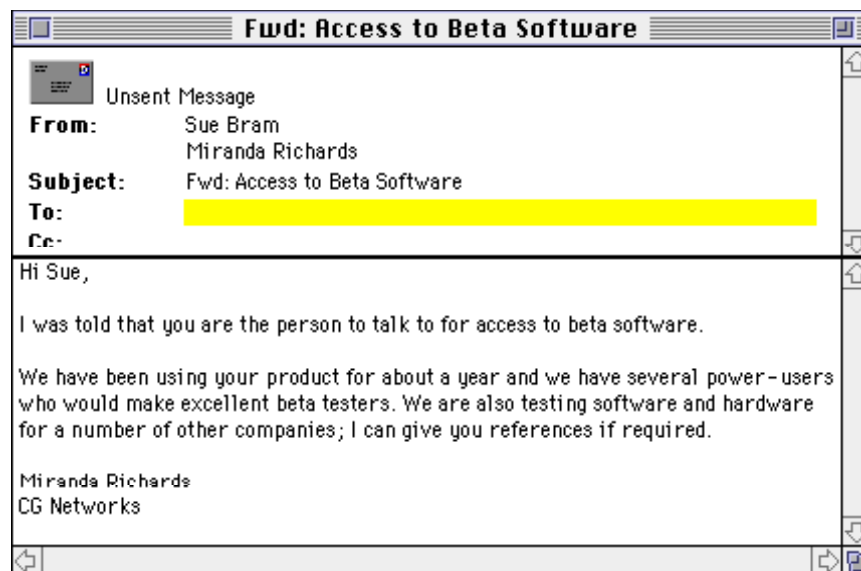 Fwd: Access to Beta Software
Unsent Message
From: Sue Bram
Miranda Richards
Subject: Fwd: Access to Beta Software
To:
Cc:
Hi Sue,
I was told that you are the person to talk to for access to beta software.
We have been using your product for about a year and we have several power-users
who would make excellent beta testers. We are also testing software and hardware
for a number of other companies; I can give you references if required.
Miranda Richards
CG Networks